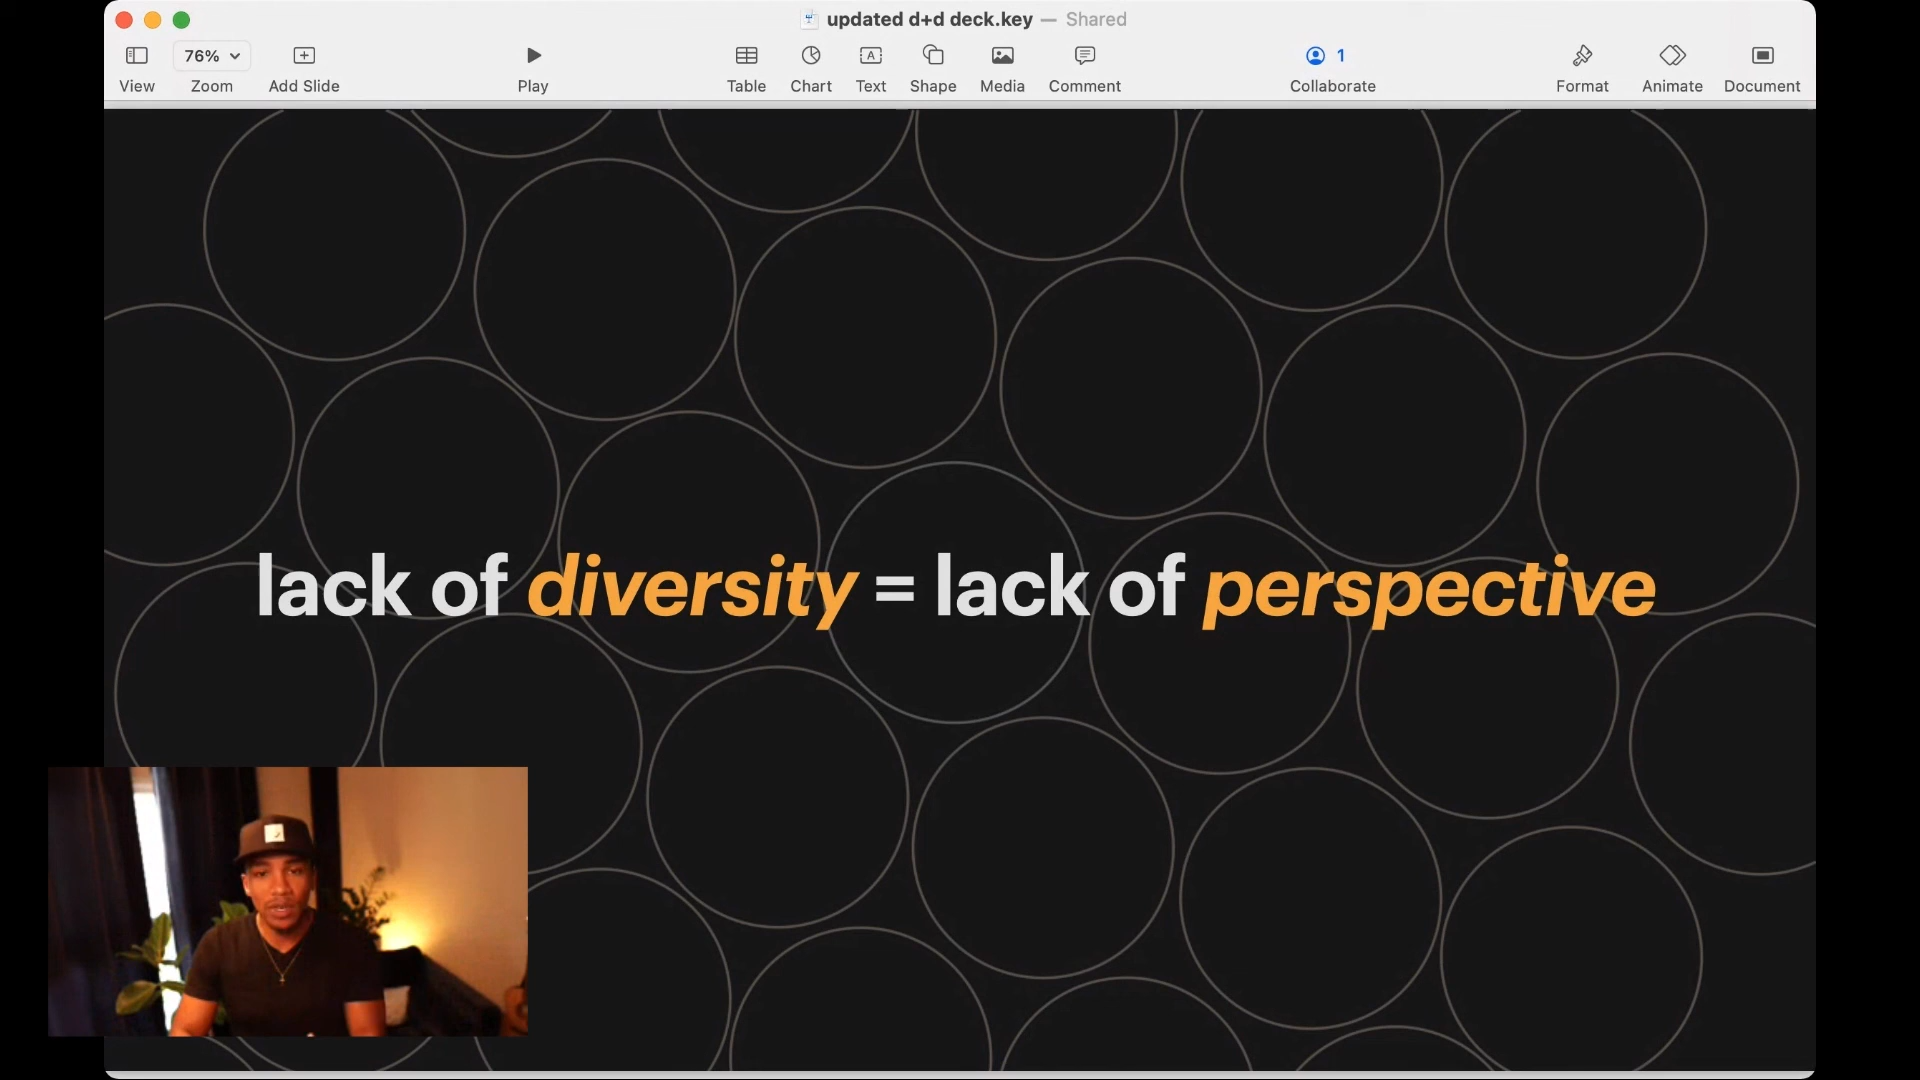 updated d+d deck.key — Shared
76%
1
View Zoom Add Slide Play Table Chart Text Shape Media Comment Collaborate Format Animate Document
lack of diversity = lack of perspective